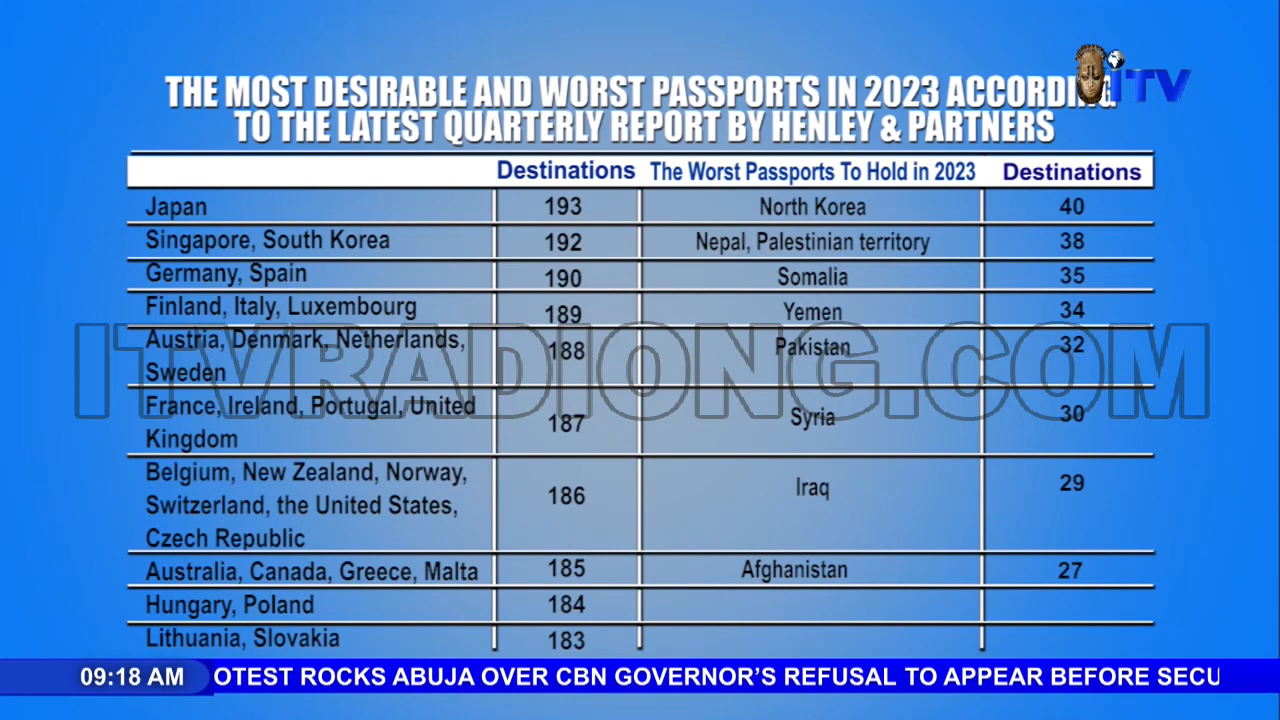 THE MOST DESIRABLE AND WORST PASSPORTS IN 2023 ACCORDING
iTV
TO THE LATEST QUARTERLY REPORT BY HENLEY & PARTNERS
Destinations The Worst Passports To Hold in 2023 Destinations
Japan 193 North Korea 40
Singapore, South Korea 192 Nepal, Palestinian territory 38
Germany, Spain 190 Somalia 35
Finland, Italy, Luxembourg 189 Yemen 34
Austria, Denmark, Netherlands,
Sweden 188 Pakistan 32
ITVRADIONG.COM
France, Ireland, Portugal, United
Kingdom 187 Syria 30
Belgium, New Zealand, Norway,
Switzerland, the United States,
Czech Republic 186 Iraq 29
Australia, Canada, Greece, Malta 185 Afghanistan 27
Hungary, Poland 184
Lithuania, Slovakia 183
09:18 AM OTEST ROCKS ABUJA OVER CBN GOVERNOR'S REFUSAL TO APPEAR BEFORE SECU